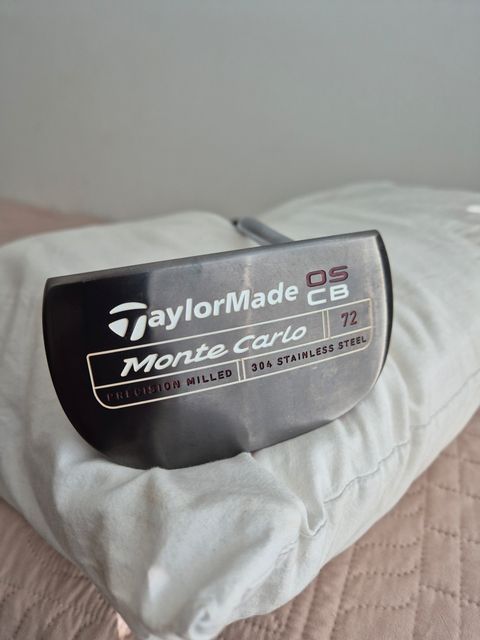 TaylorMade OS
CB
Monte Carlo 72
PRECISION MILLED 304 STAINLESS STEEL